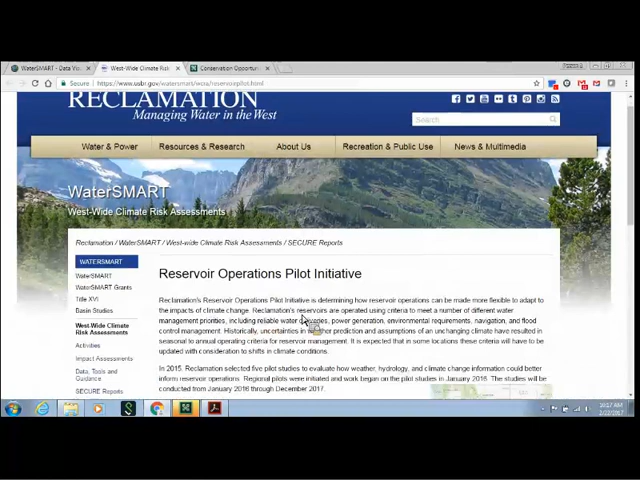 WaterSMART - Data Vis
West-Wide Climate Risk
Conservation Opportuni
Secure
https://www.usbr.gov/watersmart/wcra/reservoirpilot.html
RECLAMATION
Managing Water in the West
Search
Water & Power
Resources & Research
About Us
Recreation & Public Use
News & Multimedia
WaterSMART
West-Wide Climate Risk Assessments
Reclamation / WaterSMART / West-wide Climate Risk Assessments / SECURE Reports
WATERSMART
WaterSMART
WaterSMART Grants
Title XVI
Basin Studies
West-Wide Climate
Risk Assessments
Activities
Impact Assessments
Data, Tools and
Guidance
SECURE Reports
Reservoir Operations Pilot Initiative
Reclamation's Reservoir Operations Pilot Initiative is determining how reservoir operations can be made more flexible to adapt to
the impacts of climate change. Reclamation's reservoirs are operated using criteria to meet a number of different water
management priorities, including reliable water deliveries, power generation, environmental requirements, navigation, and flood
control management. Historically, uncertainties in further prediction and assumptions of an unchanging climate have resulted in
seasonal to annual operating criteria for reservoir management. It is expected that in some locations these criteria will have to be
updated with consideration to shifts in climate conditions.
In 2015, Reclamation selected five pilot studies to evaluate how weather, hydrology, and climate change information could better
inform reservoir operations. Regional pilots were initiated and work began on the pilot studies in January 2016. The studies will be
conducted from January 2016 through December 2017.
10:17 AM
2/22/2017